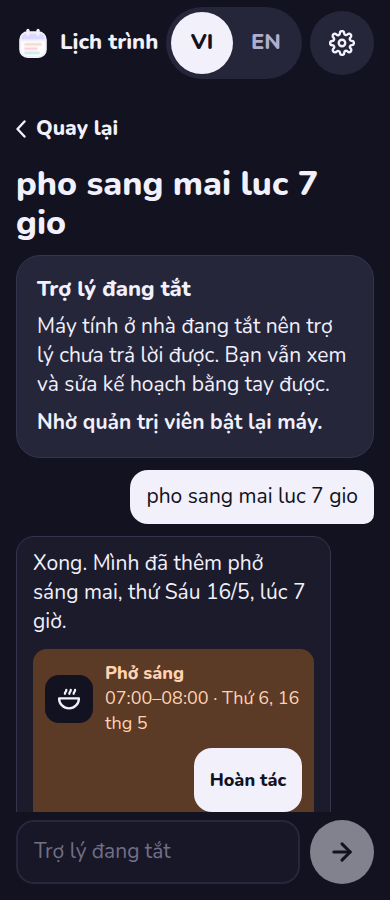 Lịch trình
VI
EN
Quay lại
pho sang mai luc 7
gio
Trợ lý đang tắt
Máy tính ở nhà đang tắt nên trợ
lý chưa trả lời được. Bạn vẫn xem
và sửa kế hoạch bằng tay được.
Nhờ quản trị viên bật lại máy.
pho sang mai luc 7 gio
Xong. Mình đã thêm phở
sáng mai, thứ Sáu 16/5, lúc 7
giờ.
Phở sáng
07:00–08:00 · Thứ 6, 16
thg 5
Hoàn tác
Trợ lý đang tắt